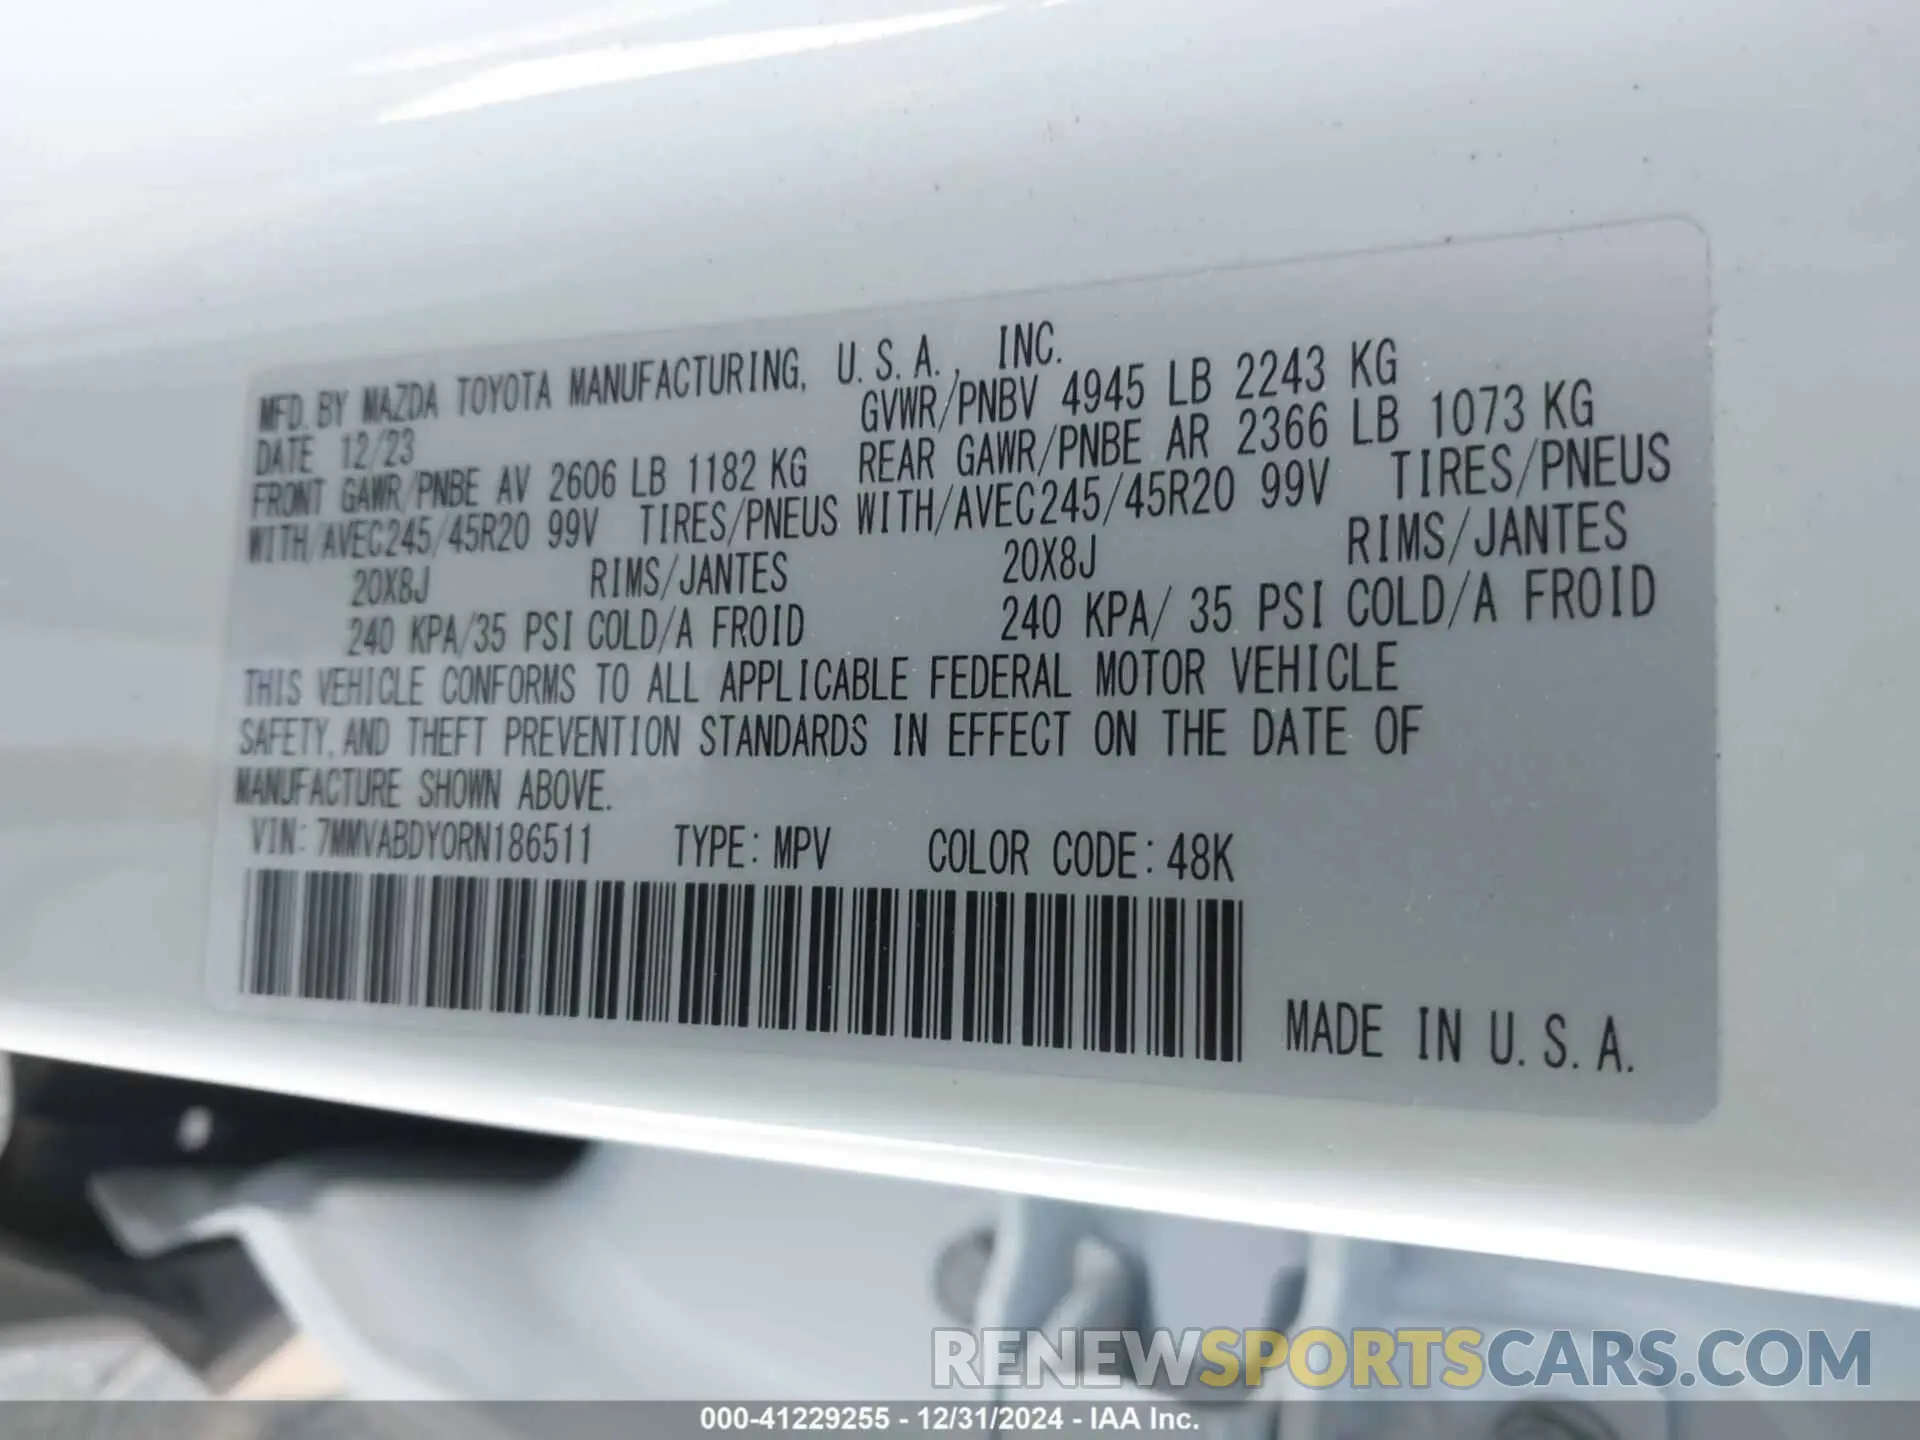 MFD. BY MAZDA TOYOTA MANUFACTURING, U.S.A., INC.
DATE 12/23 GVWR/PNBV 4945 LB 2243 KG
FRONT GAWR/PNBE AV 2606 LB 1182 KG REAR GAWR/PNBE AR 2366 LB 1073 KG
WITH/AVEC245/45R20 99V TIRES/PNEUS WITH/AVEC245/45R20 99V TIRES/PNEUS
20X8J RIMS/JANTES 20X8J RIMS/JANTES
240 KPA/35 PSI COLD/A FROID 240 KPA/ 35 PSI COLD/A FROID
THIS VEHICLE CONFORMS TO ALL APPLICABLE FEDERAL MOTOR VEHICLE
SAFETY, AND THEFT PREVENTION STANDARDS IN EFFECT ON THE DATE OF
MANUFACTURE SHOWN ABOVE.
VIN: 7MMVABDY0RN186511 TYPE: MPV COLOR CODE: 48K
MADE IN U.S.A.
RENEWSPORTSCARS.COM
000-41229255 - 12/31/2024 - IAA Inc.